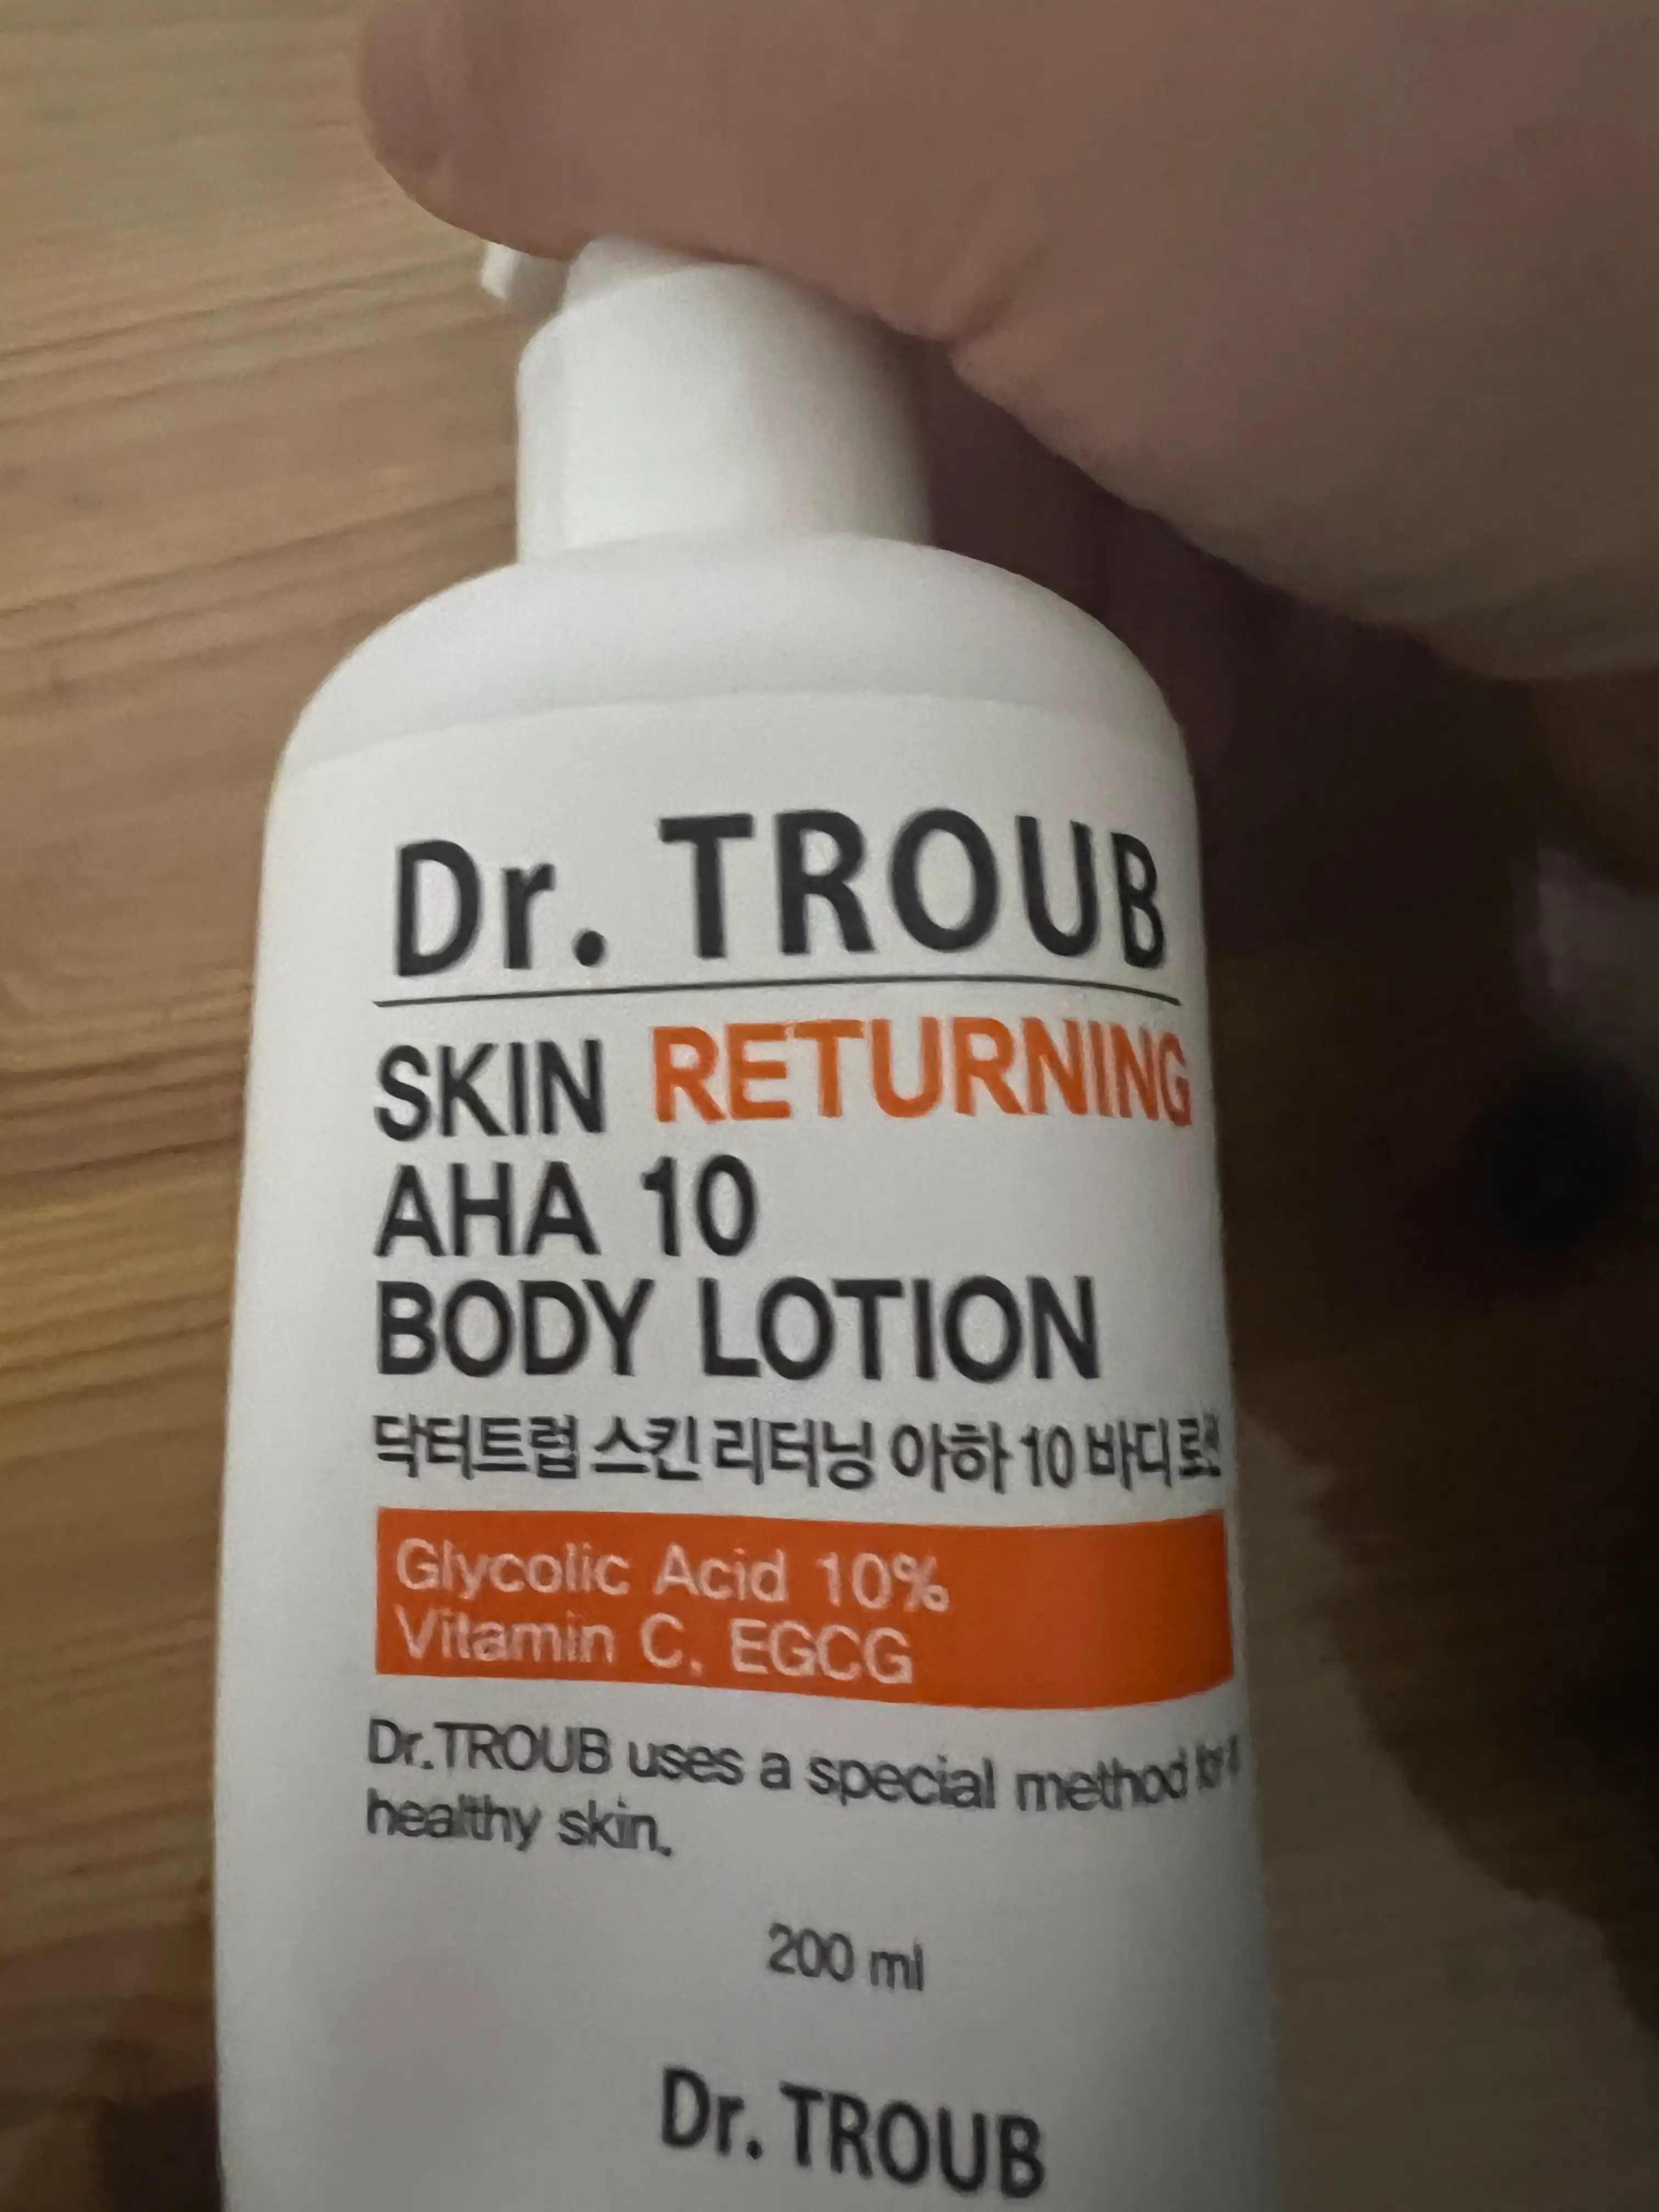 Dr. TROUB
SKIN RETURNING
AHA 10
BODY LOTION
닥터트럽 스킨 리터닝 아하 10 바디 로션
Glycolic Acid 10%
Vitamin C, EGCG
Dr.TROUB uses a special method for
healthy skin.
200 ml
Dr. TROUB